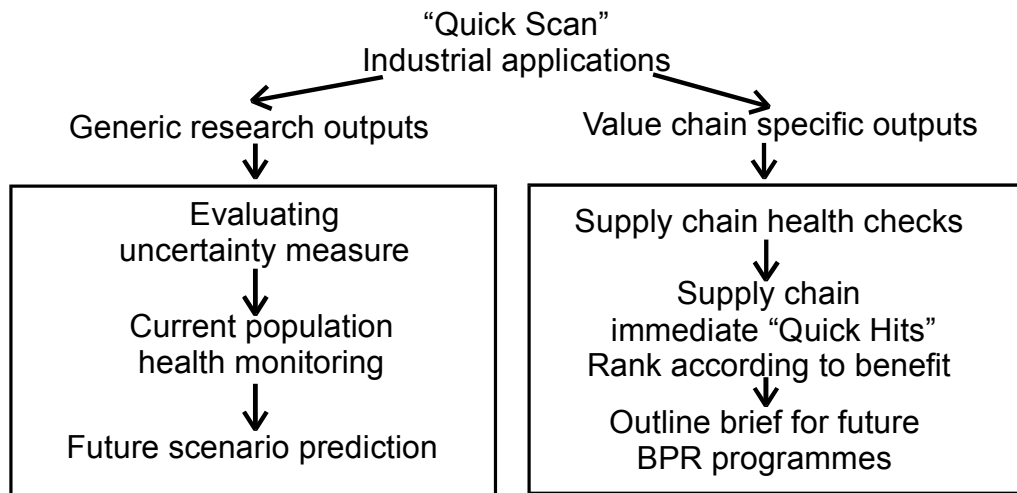 “Quick Scan”
Industrial applications
Generic research outputs
Value chain specific outputs
Evaluating
uncertainty measure
Current population
health monitoring
Future scenario prediction
Supply chain health checks
Supply chain
immediate “Quick Hits”
Rank according to benefit
Outline brief for future
BPR programmes